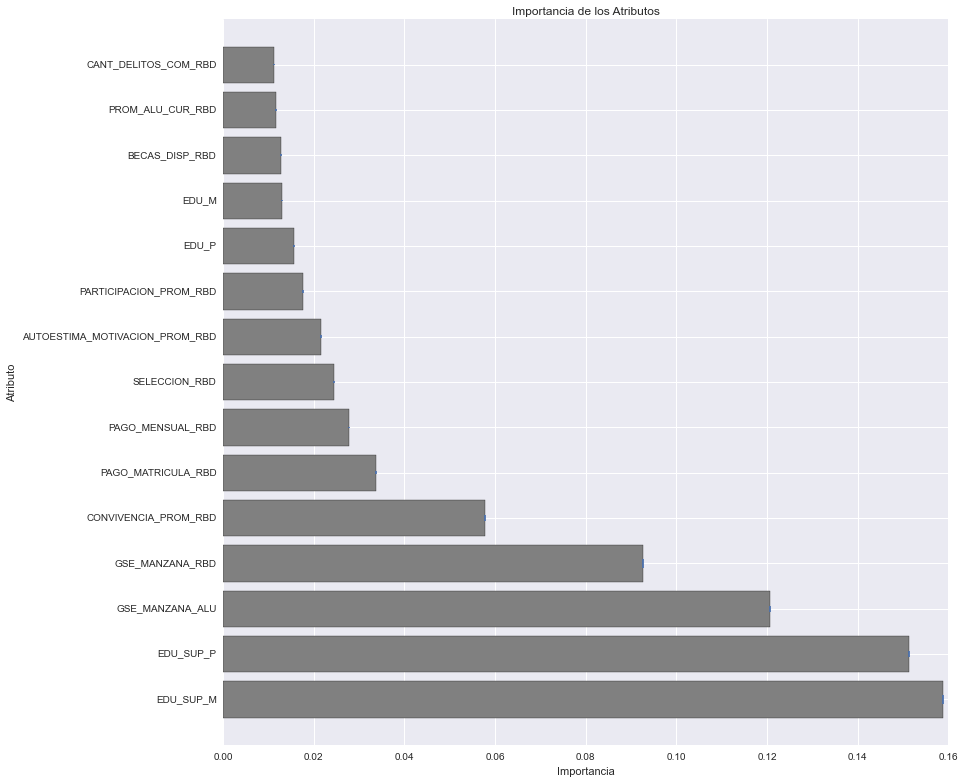 Importancia de los Atributos
CANT_DELITOS_COM_RBD
PROM_ALU_CUR_RBD
BECAS_DISP_RBD
EDU_M
EDU_P
PARTICIPACION_PROM_RBD
AUTOESTIMA_MOTIVACION_PROM_RBD
SELECCION_RBD
PAGO_MENSUAL_RBD
PAGO_MATRICULA_RBD
CONVIVENCIA_PROM_RBD
GSE_MANZANA_RBD
GSE_MANZANA_ALU
EDU_SUP_P
EDU_SUP_M
Atributo
0.00 0.02 0.04 0.06 0.08 0.10 0.12 0.14 0.16
Importancia